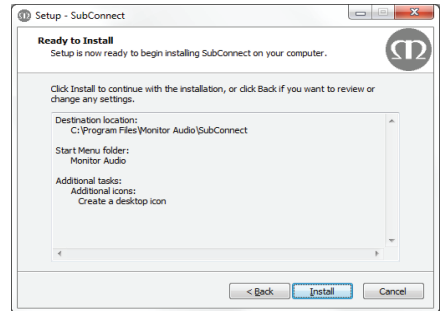 Setup - SubConnect
Ready to Install
Setup is now ready to begin installing SubConnect on your computer.
Click Install to continue with the installation, or click Back if you want to review or
change any settings.
Destination location:
C:\Program Files\Monitor Audio\SubConnect
Start Menu folder:
Monitor Audio
Additional tasks:
Additional icons:
Create a desktop icon
< Back
Install
Cancel